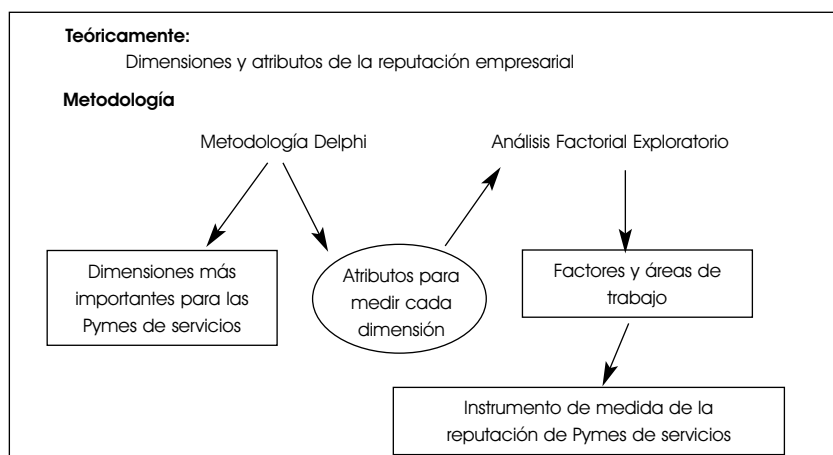 Teóricamente:
Dimensiones y atributos de la reputación empresarial
Metodología
Metodología Delphi
Análisis Factorial Exploratorio
Dimensiones más
importantes para las
Pymes de servicios
Atributos para
medir cada
dimensión
Factores y áreas de
trabajo
Instrumento de medida de la
reputación de Pymes de servicios